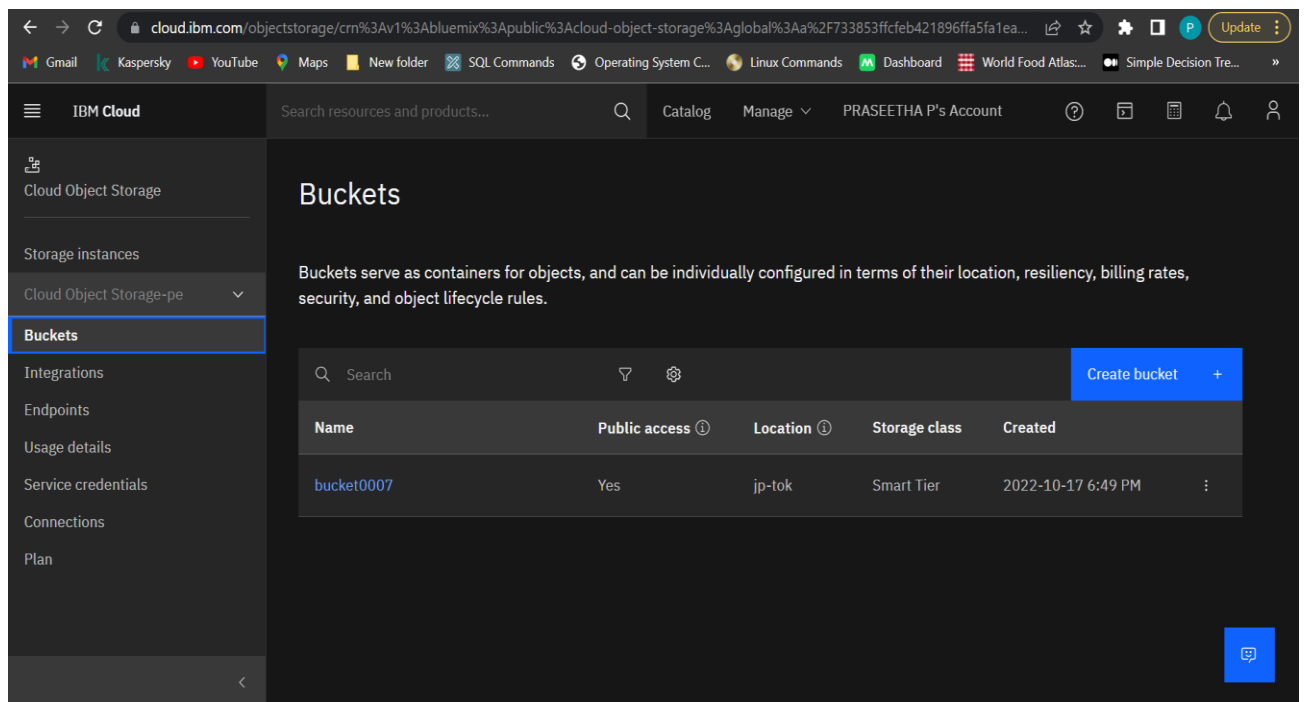 cloud.ibm.com/objectstorage/crn%3Av1%3Abluemix%3Apublic%3Acloud-object-storage%3Aglobal%3Aa%2F733853ffcfeb421896ffa5fa1ea...
P
Update
Gmail Kaspersky YouTube Maps New folder SQL Commands Operating System C... Linux Commands Dashboard World Food Atlas:... Simple Decision Tre... »
IBM Cloud Search resources and products... Catalog Manage PRASEETHA P's Account
Cloud Object Storage
Storage instances
Cloud Object Storage-pe
Buckets
Integrations
Endpoints
Usage details
Service credentials
Connections
Plan
Buckets
Buckets serve as containers for objects, and can be individually configured in terms of their location, resiliency, billing rates,
security, and object lifecycle rules.
Search Create bucket +
Name Public access Location Storage class Created
bucket0007 Yes jp-tok Smart Tier 2022-10-17 6:49 PM